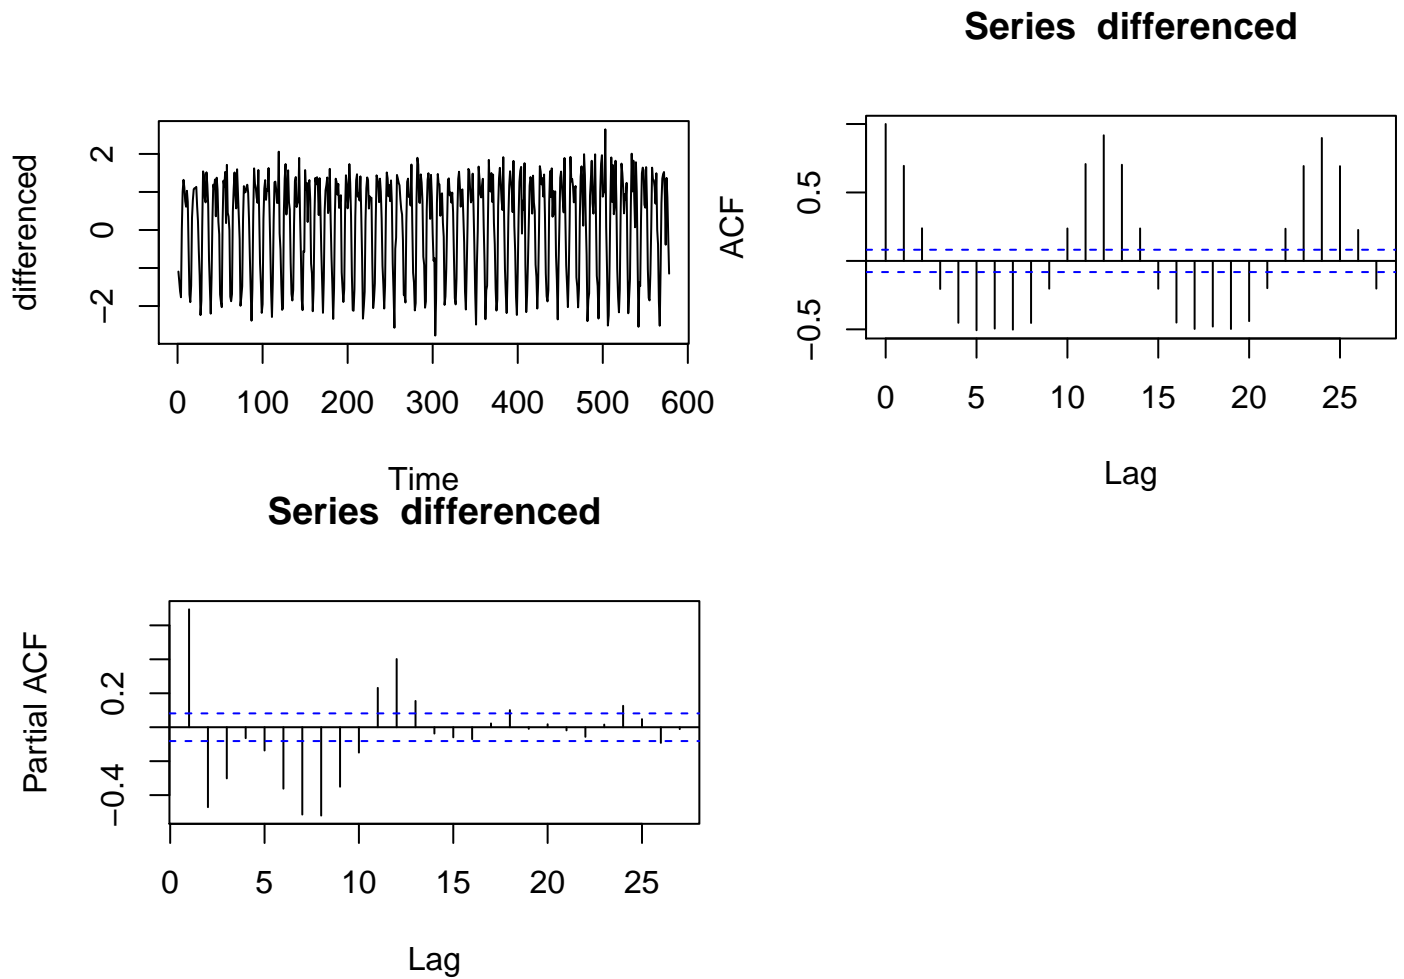 differenced
2
0
−2
0 100 200 300 400 500 600
Time
Series differenced
ACF
0.5
−0.5
0 5 10 15 20 25
Lag
Series differenced
Partial ACF
0.2
−0.4
0 5 10 15 20 25
Lag